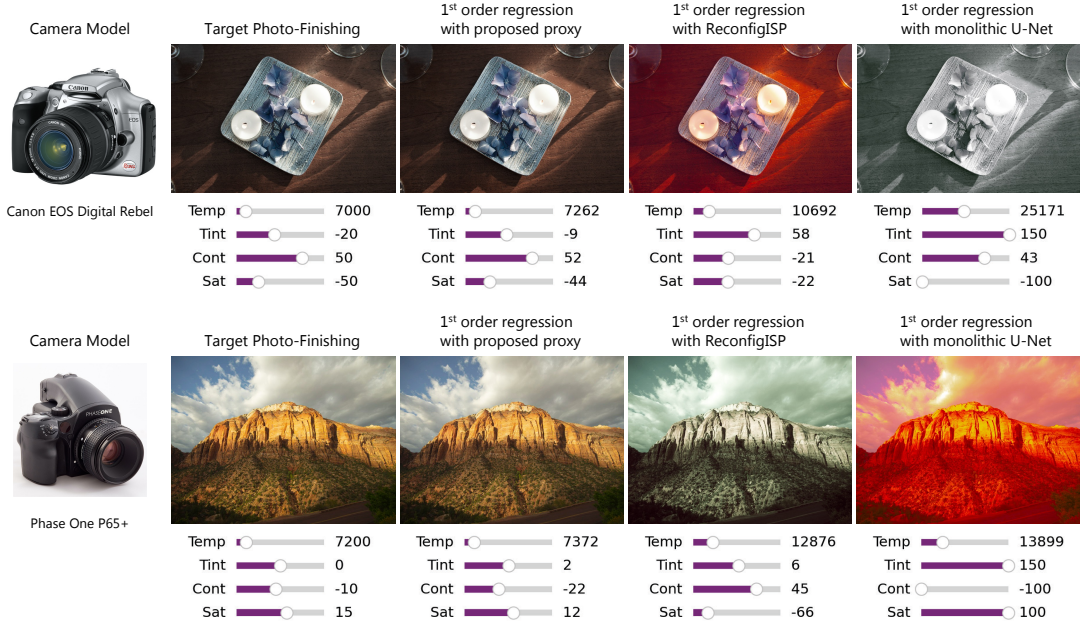 Camera Model
Target Photo-Finishing
1st order regression
with proposed proxy
1st order regression
with ReconfigISP
1st order regression
with monolithic U-Net
Canon
EOS
Canon EOS Digital Rebel
Temp 7000
Tint -20
Cont 50
Sat -50
Temp 7262
Tint -9
Cont 52
Sat -44
Temp 10692
Tint 58
Cont -21
Sat -22
Temp 25171
Tint 150
Cont 43
Sat -100
Camera Model
Target Photo-Finishing
1st order regression
with proposed proxy
1st order regression
with ReconfigISP
1st order regression
with monolithic U-Net
PHASEONE
Phase One P65+
Temp 7200
Tint 0
Cont -10
Sat 15
Temp 7372
Tint 2
Cont -22
Sat 12
Temp 12876
Tint 6
Cont 45
Sat -66
Temp 13899
Tint 150
Cont -100
Sat 100